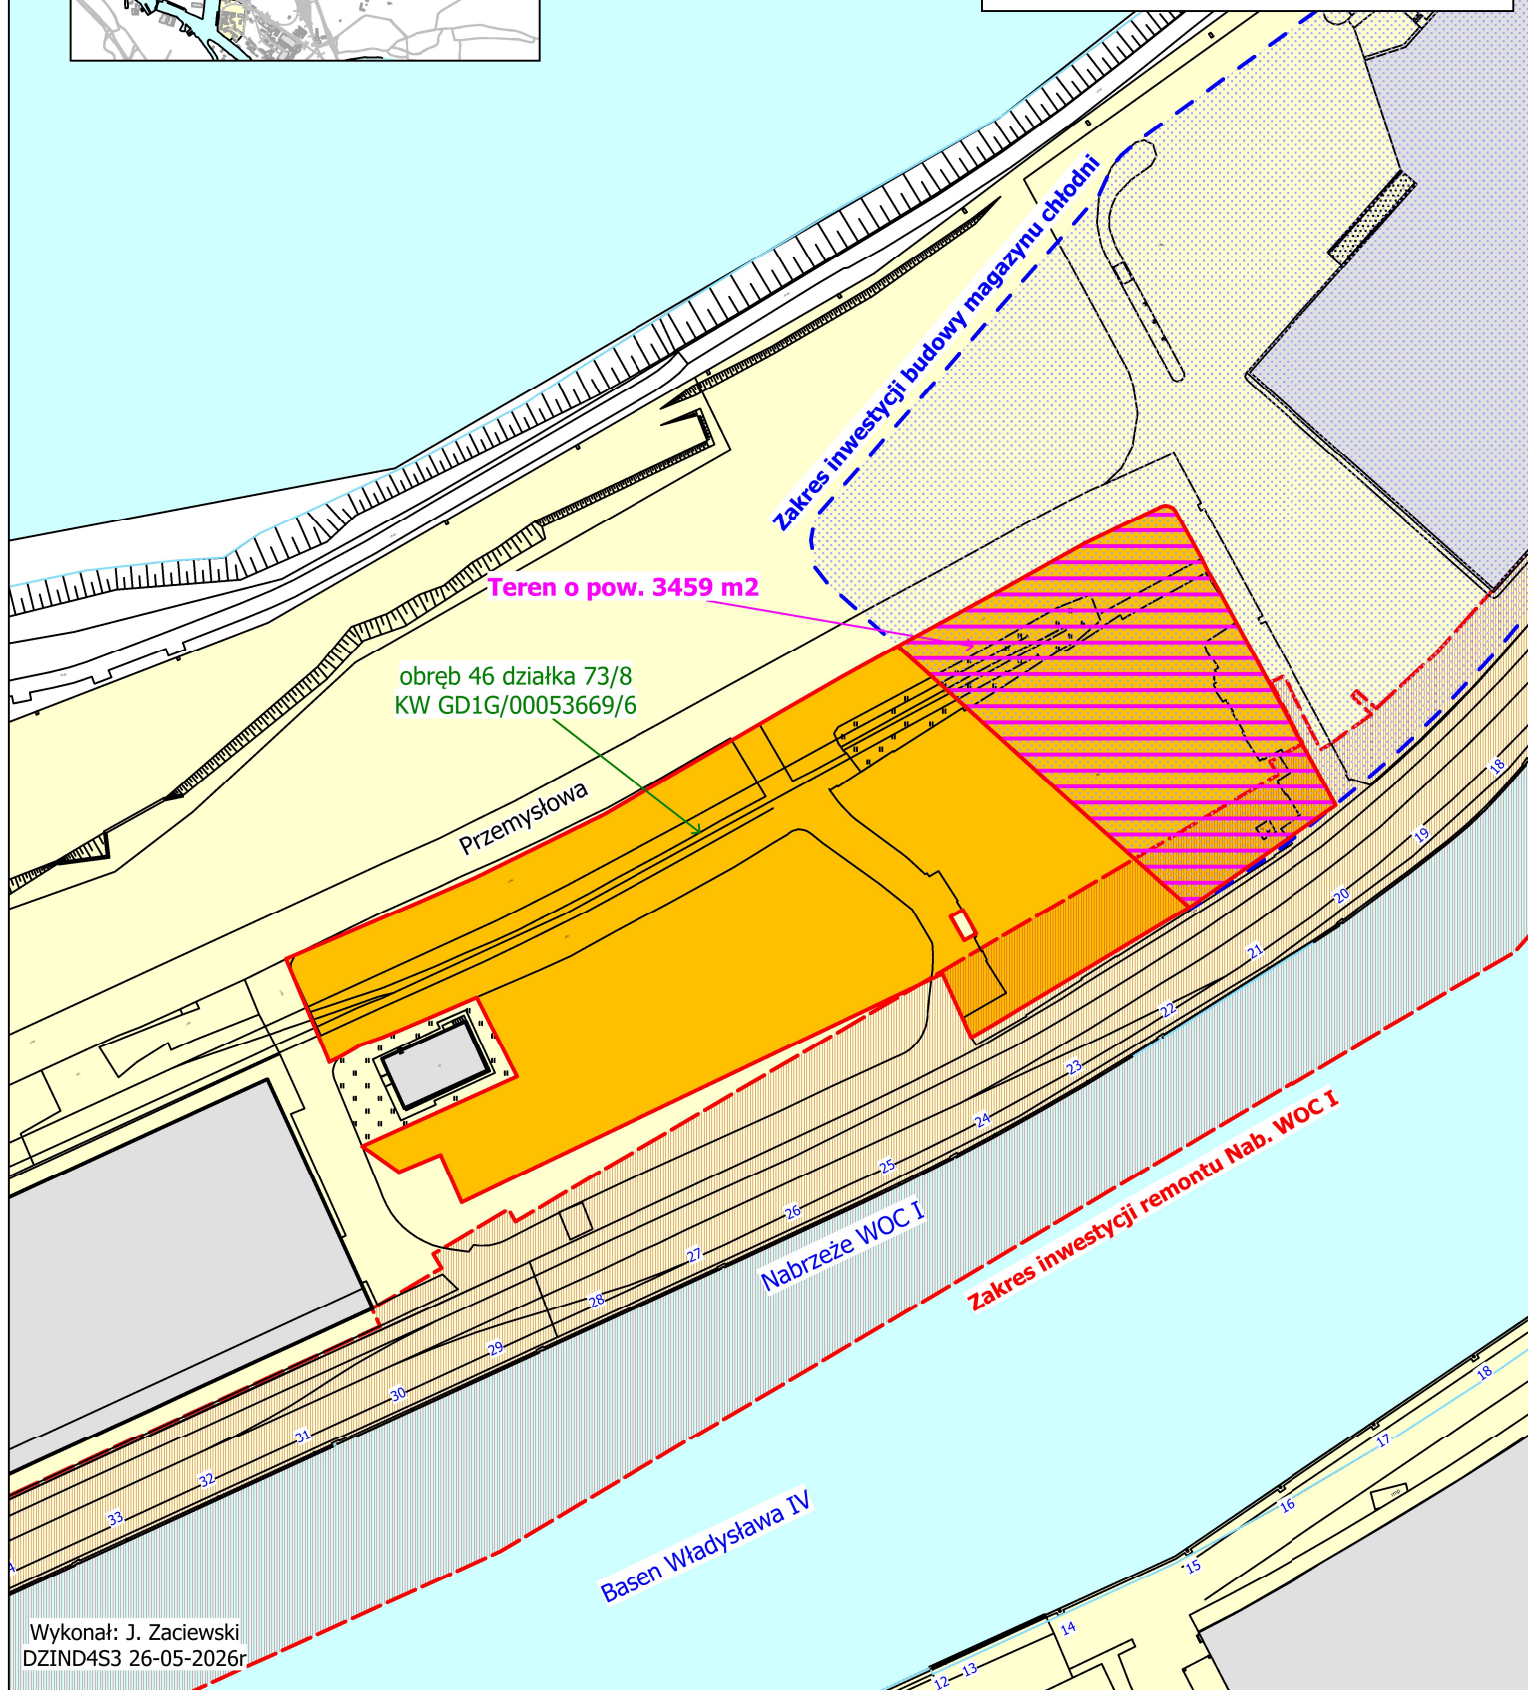 Zakres inwestycji budowy magazynu chłodni
Teren o pow. 3459 m2
obręb 46 działka 73/8
KW GD1G/00053669/6
Przemysłowa
18
19
20
21
22
23
24
25
26
27
28
29
30
31
32
33
Nabrzeże WOC I
Zakres inwestycji remontu Nab. WOC I
Basen Władysława IV
18
17
16
15
14
13
12
Wykonał: J. Zaciewski
DZIND4S3 26-05-2026r